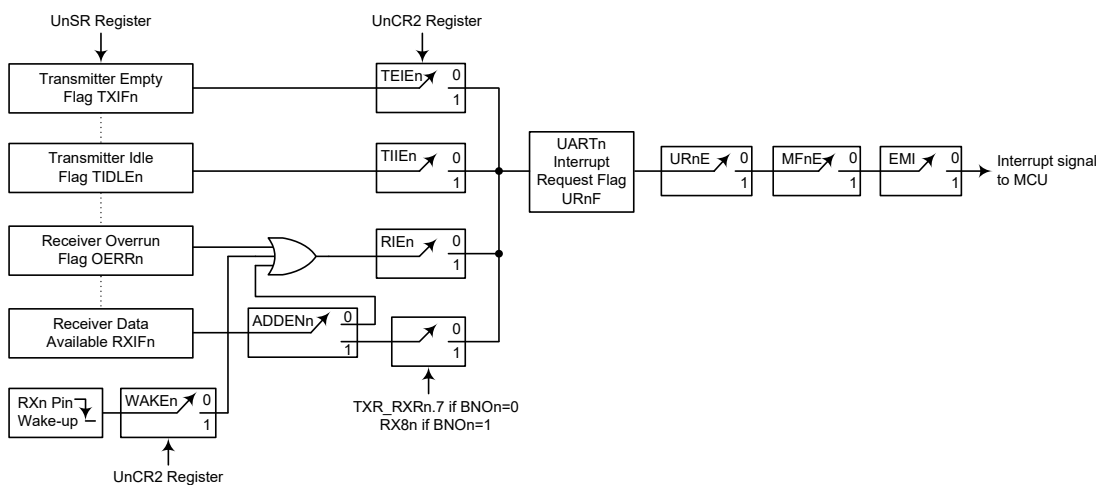 UnSR Register
UnCR2 Register
Transmitter Empty
Flag TXIFn
TEIEn
0
1
Transmitter Idle
Flag TIDLEn
TIIEn
0
1
UARTn
Interrupt
Request Flag
URnF
URnE
0
1
MFnE
0
1
EMI
0
1
Interrupt signal
to MCU
Receiver Overrun
Flag OERRn
RIEn
0
1
Receiver Data
Available RXIFn
ADDENn
0
1
0
1
RXn Pin
Wake-up
WAKEn
0
1
TXR_RXRn.7 if BNOn=0
RX8n if BNOn=1
UnCR2 Register